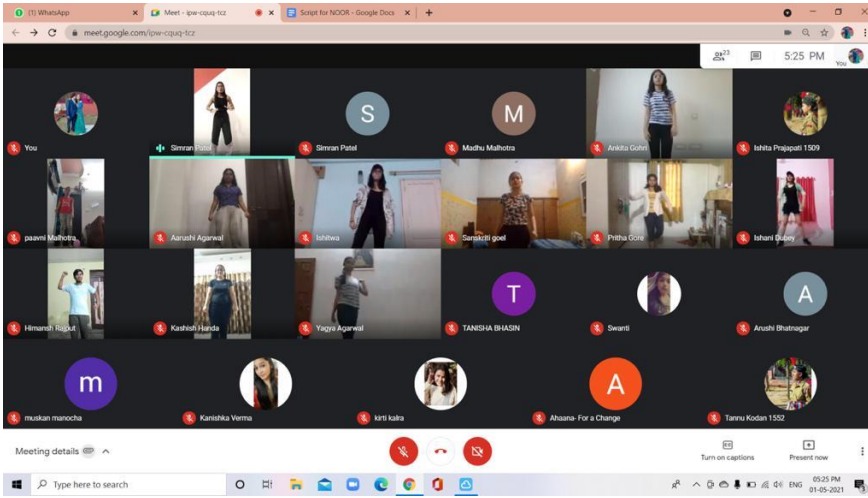 (1) WhatsApp
Meet - ipw-cquq-tcz
Script for NOOR - Google Docs
meet.google.com/ipw-cquq-tcz
23
5:25 PM
You
You
Simran Patel
S
Simran Patel
M
Madhu Malhotra
Ankita Gohri
Ishita Prajapati 1509
paavni Malhotra
Aarushi Agarwal
Ishitwa
Sanskriti goel
Pritha Gore
Ishani Dubey
Himansh Rajput
Kashish Handa
Yagya Agarwal
T
TANISHA BHASIN
Swanti
A
Arushi Bhatnagar
m
muskan manocha
Kanishka Verma
kirti kalra
A
Ahaana- For a Change
Tannu Kodan 1552
Meeting details
Turn on captions
Present now
Type here to search
ENG
05:25 PM
01-05-2021